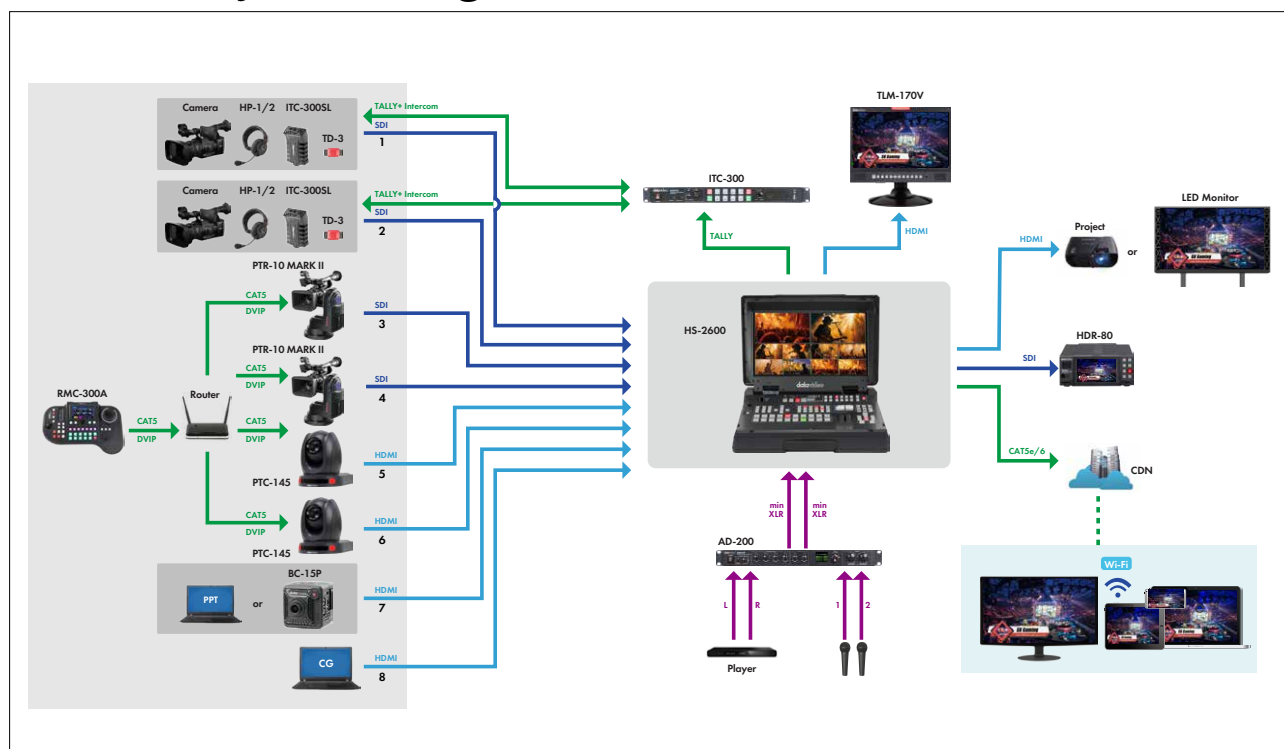 Camera HP-1/2 ITC-300SL
TD-3
TALLY+ Intercom
SDI
1
Camera HP-1/2 ITC-300SL
TD-3
TALLY+ Intercom
SDI
2
PTR-10 MARK II
CAT5
DVIP
SDI
3
PTR-10 MARK II
CAT5
DVIP
SDI
4
RMC-300A
CAT5
DVIP
Router
CAT5
DVIP
PTC-145
HDMI
5
CAT5
DVIP
PTC-145
HDMI
6
PPT
or
BC-15P
HDMI
7
CG
HDMI
8
ITC-300
TALLY
TLM-170V
HDMI
HS-2600
datavideo
min
XLR
min
XLR
AD-200
L
R
1
2
Player
HDMI
Project
or
LED Monitor
SDI
HDR-80
CAT5e/6
CDN
Wi-Fi